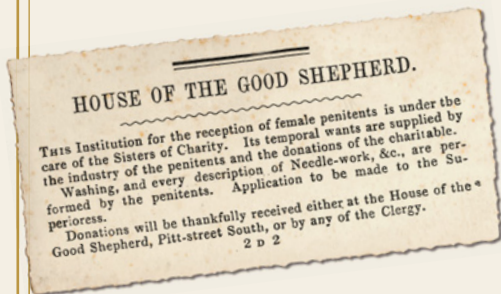 HOUSE OF THE GOOD SHEPHERD.
THIS Institution for the reception of female penitents is under the
care of the Sisters of Charity. Its temporal wants are supplied by
the industry of the penitents and the donations of the charitable.
Washing, and every description of Needle-work, &c., are per-
formed by the penitents. Application to be made to the Su-
perioress.
Donations will be thankfully received either at the House of the
Good Shepherd, Pitt-street South, or by any of the Clergy.
2 D 2